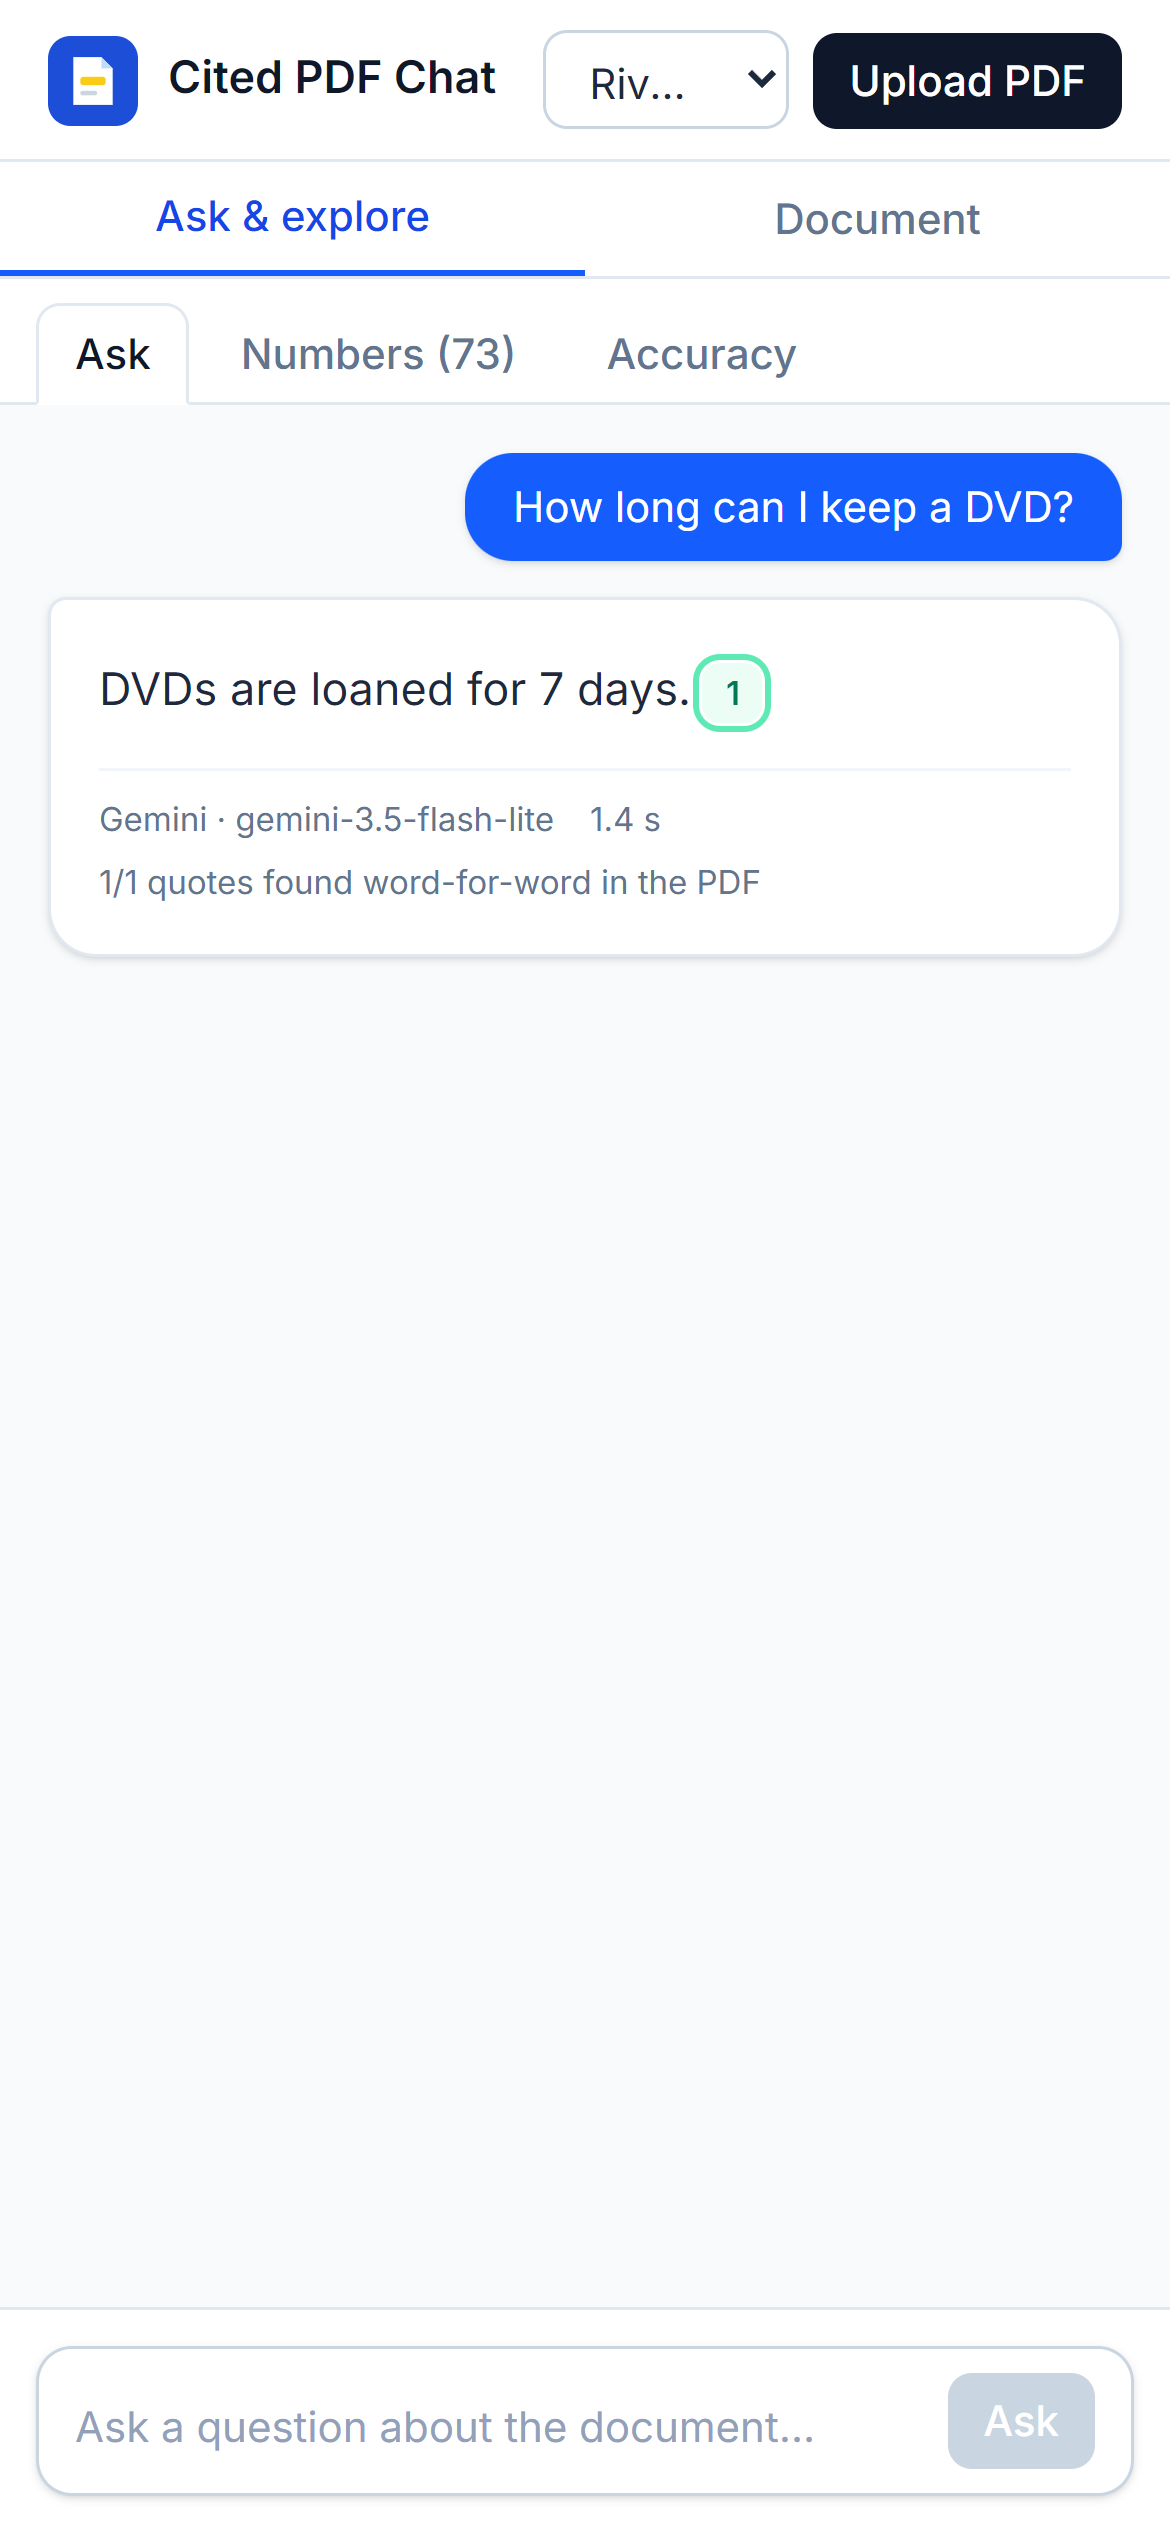 Cited PDF Chat
Riv...
Upload PDF
Ask & explore
Document
Ask
Numbers (73)
Accuracy
How long can I keep a DVD?
DVDs are loaned for 7 days. 1
Gemini · gemini-3.5-flash-lite 1.4 s
1/1 quotes found word-for-word in the PDF
Ask a question about the document...
Ask